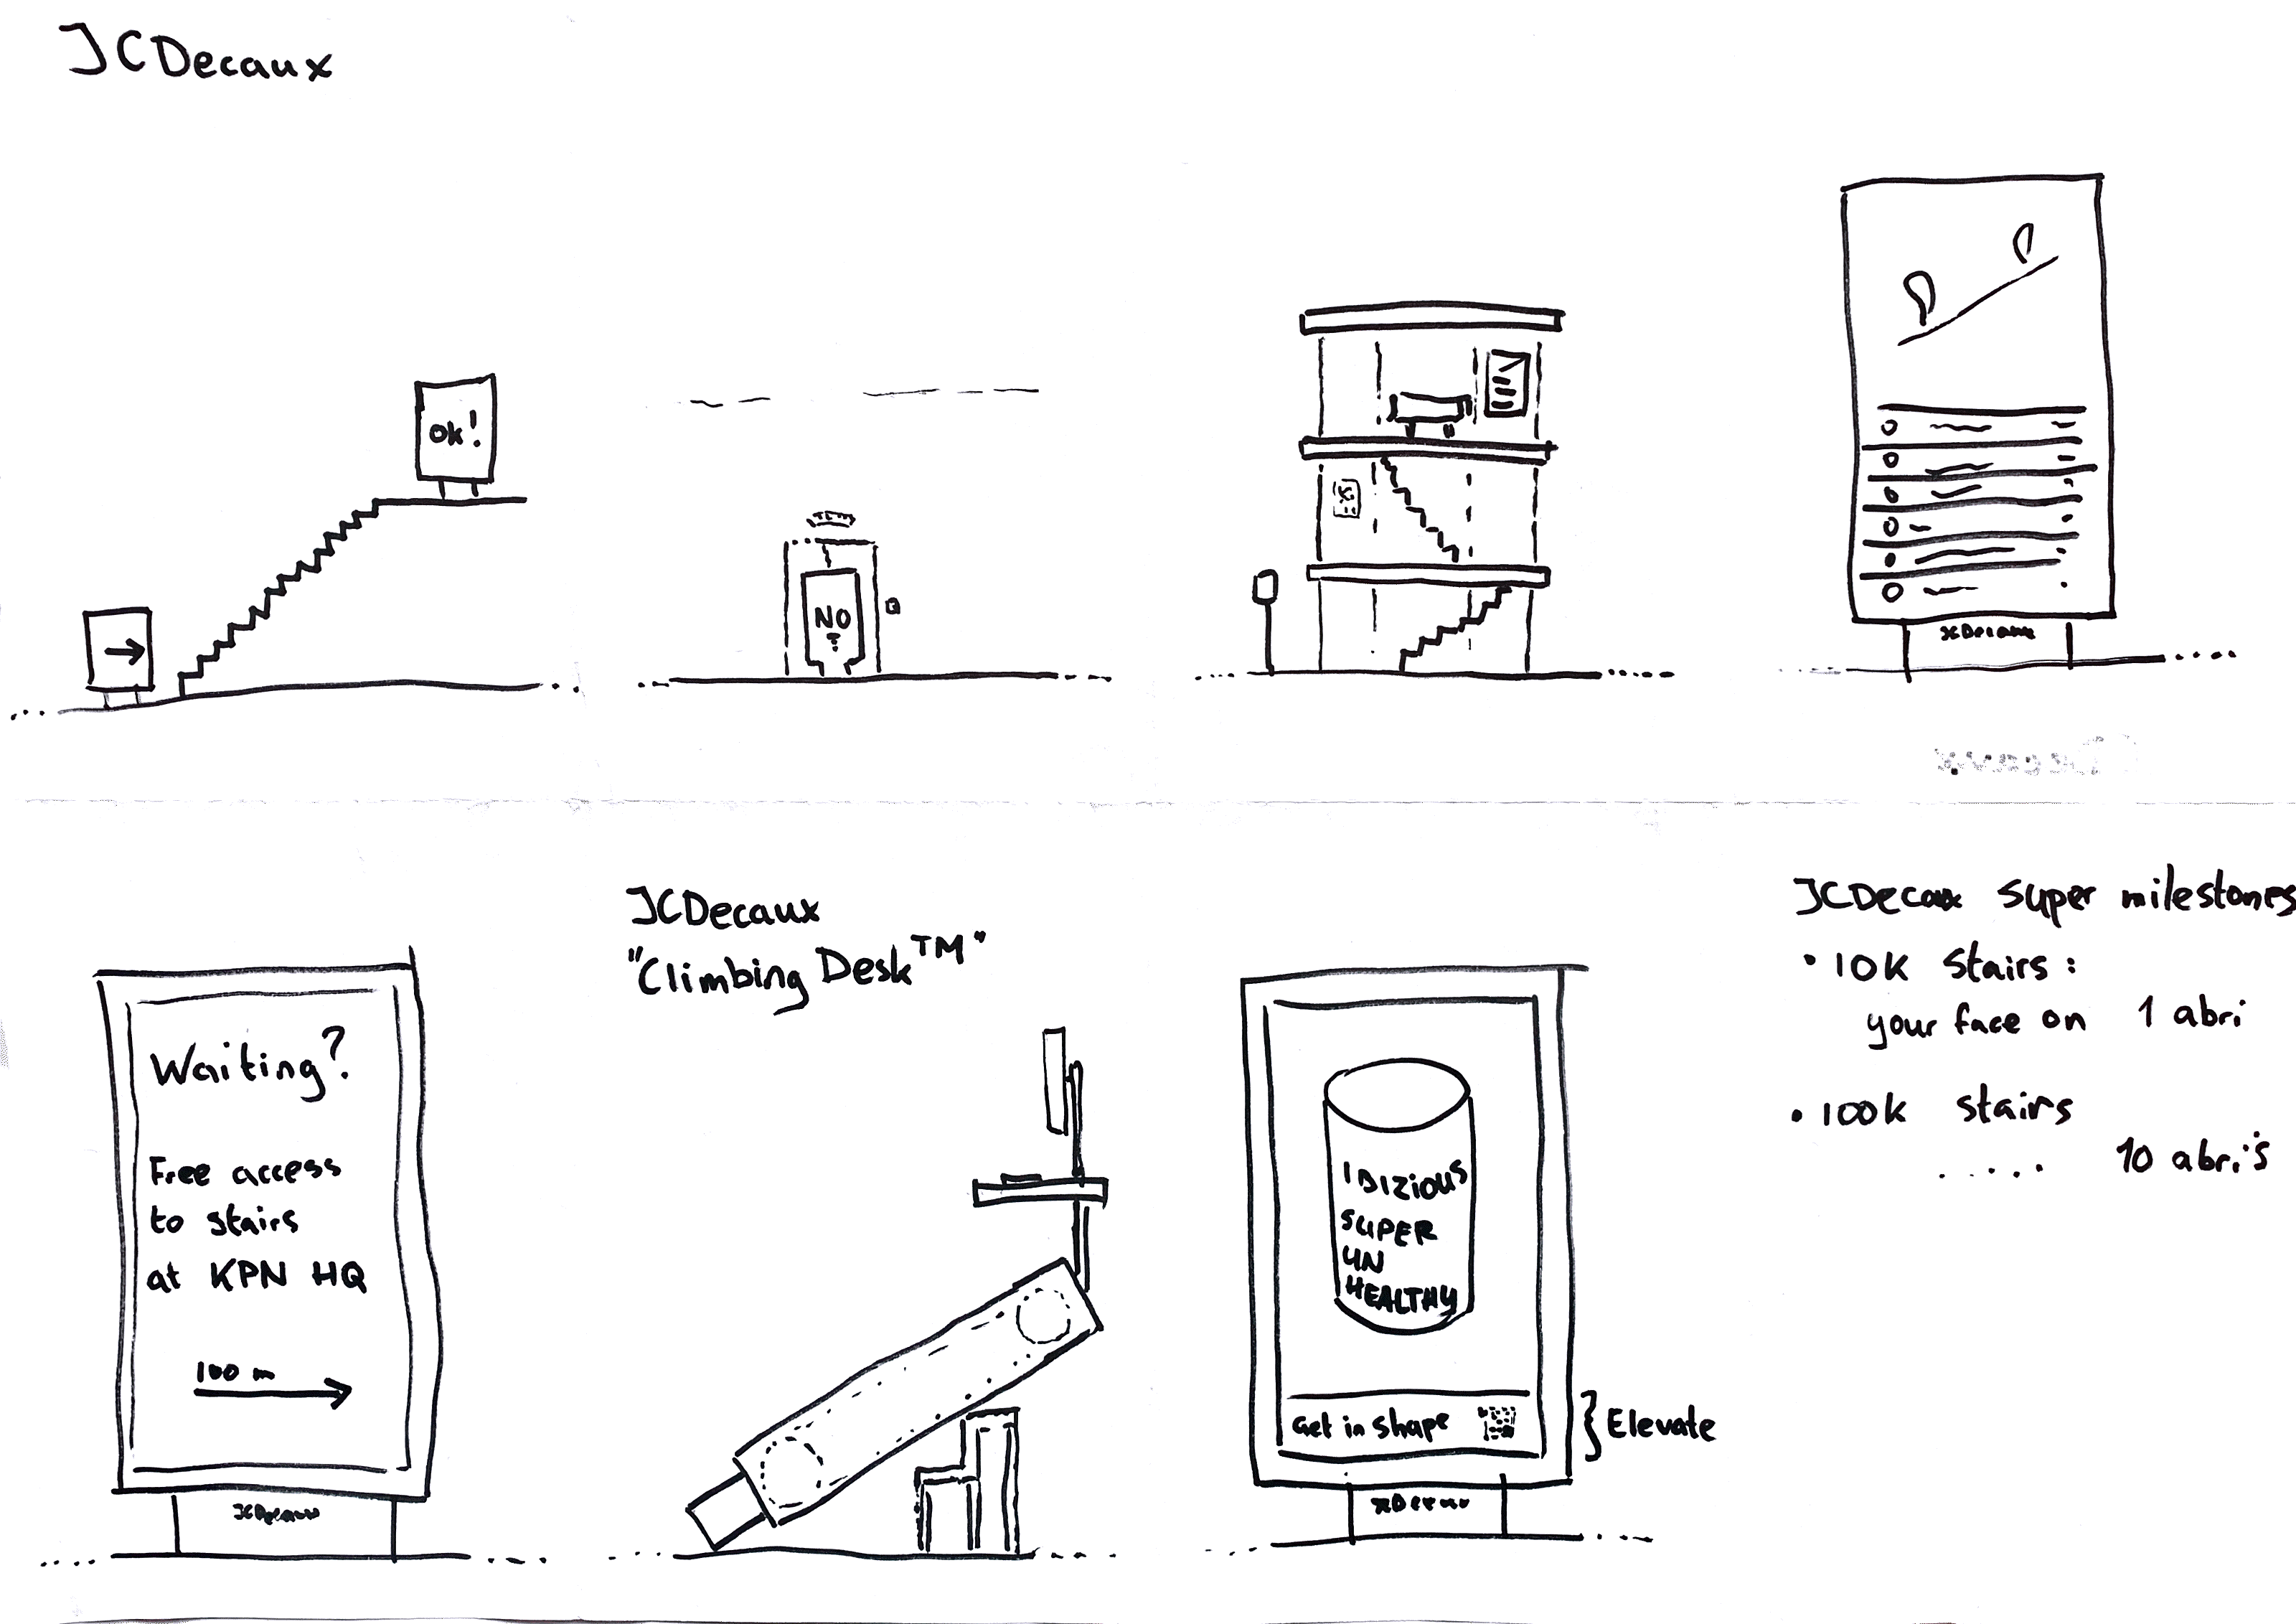 JCDecaux
Ok!
→
NO
JCDecaux
Waiting?
Free access
to stairs
at KPN HQ
100 m
JCDecaux
JCDecaux
"Climbing Desk™"
IDIZIOUS
SUPER
UN
HEALTHY
Get in shape
Elevate
JCDecaux
JCDecaux super milestones
• 10K stairs:
your face on 1 abri
• 100K stairs
..... 10 abri's